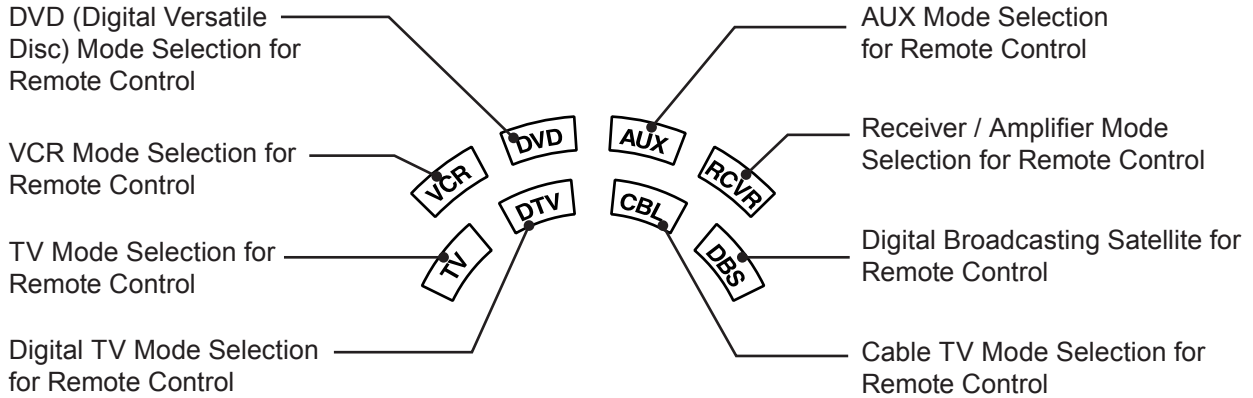 DVD (Digital Versatile
Disc) Mode Selection for
Remote Control
VCR Mode Selection for
Remote Control
TV Mode Selection for
Remote Control
Digital TV Mode Selection
for Remote Control
DVD
AUX
VCR
RCVR
DTV
CBL
TV
DBS
AUX Mode Selection
for Remote Control
Receiver / Amplifier Mode
Selection for Remote Control
Digital Broadcasting Satellite for
Remote Control
Cable TV Mode Selection for
Remote Control